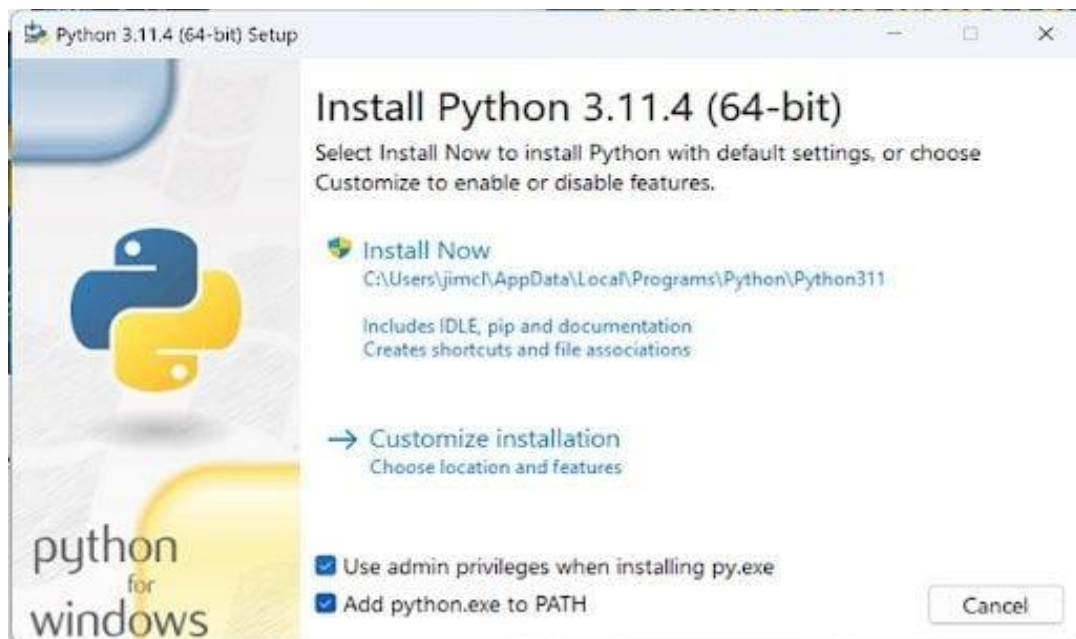 Python 3.11.4 (64-bit) Setup
Install Python 3.11.4 (64-bit)
Select Install Now to install Python with default settings, or choose
Customize to enable or disable features.
Install Now
C:\Users\jimcl\AppData\Local\Programs\Python\Python311
Includes IDLE, pip and documentation
Creates shortcuts and file associations
Customize installation
Choose location and features
python
for
windows
Use admin privileges when installing py.exe
Add python.exe to PATH
Cancel